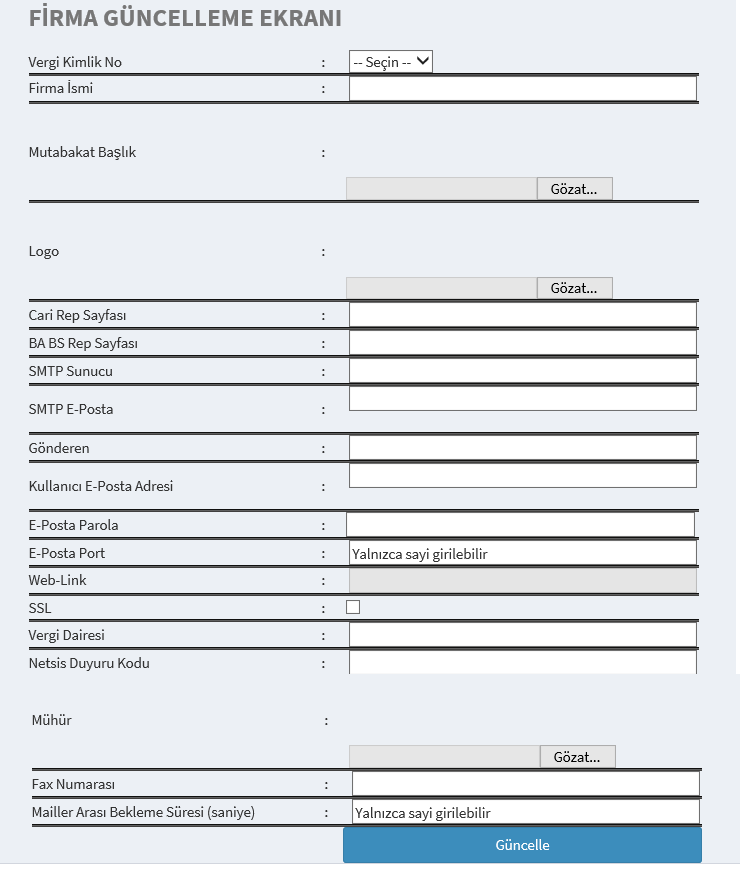 FİRMA GÜNCELLEME EKRANI
Vergi Kimlik No : -- Seçin --
Firma İsmi :
Mutabakat Başlık :
Gözat...
Logo :
Gözat...
Cari Rep Sayfası :
BA BS Rep Sayfası :
SMTP Sunucu :
SMTP E-Posta :
Gönderen :
Kullanıcı E-Posta Adresi :
E-Posta Parola :
E-Posta Port : Yalnızca sayi girilebilir
Web-Link :
SSL :
Vergi Dairesi :
Netsis Duyuru Kodu :
Mühür :
Gözat...
Fax Numarası :
Mailler Arası Bekleme Süresi (saniye) : Yalnızca sayi girilebilir
Güncelle